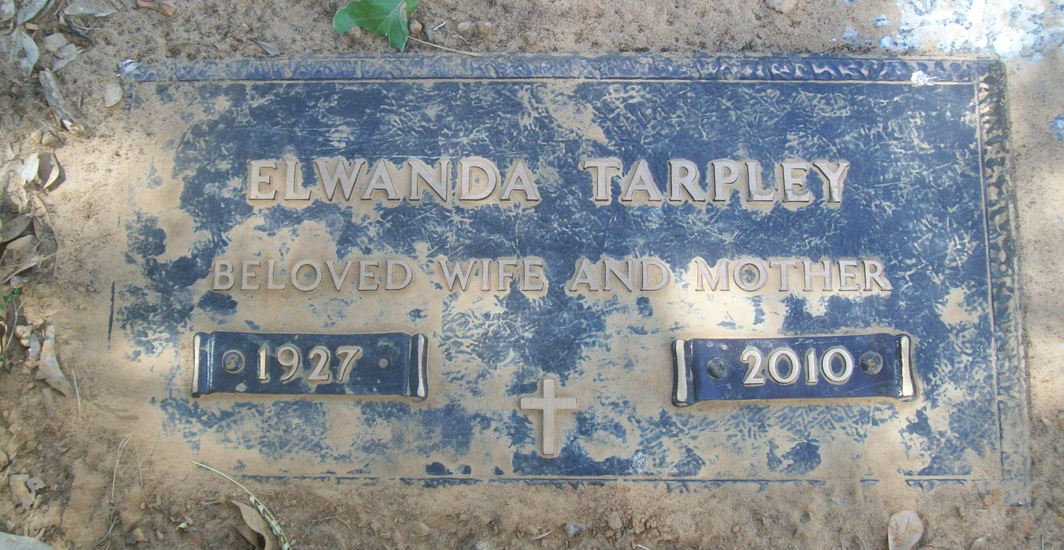 ELWANDA TARPLEY
BELOVED WIFE AND MOTHER
1927 2010